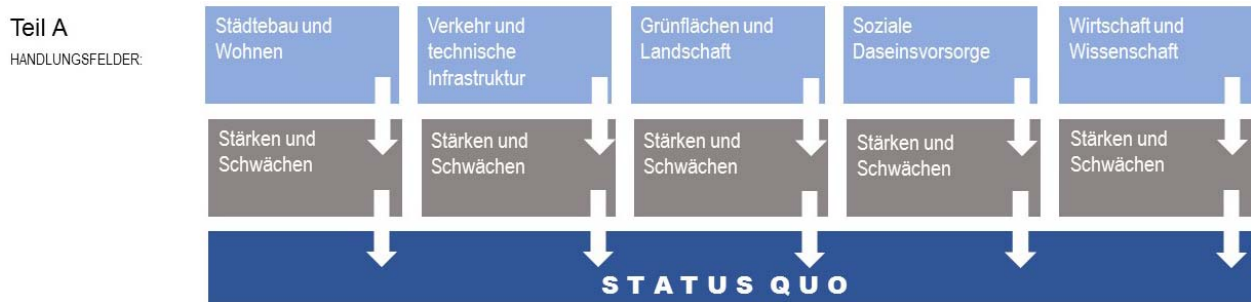 Teil A
HANDLUNGSFELDER:
Städtebau und
Wohnen
Verkehr und
technische
Infrastruktur
Grünflächen und
Landschaft
Soziale
Daseinsvorsorge
Wirtschaft und
Wissenschaft
Stärken und
Schwächen
Stärken und
Schwächen
Stärken und
Schwächen
Stärken und
Schwächen
Stärken und
Schwächen
STATUS QUO